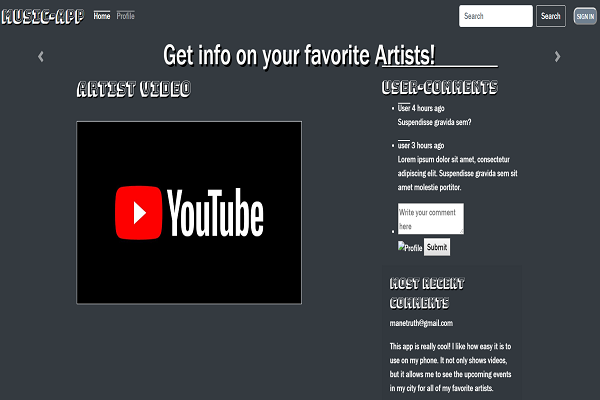 MUSIC-APP Home Profile Search Search SIGN IN
‹ Get info on your favorite Artists! ›
ARTIST VIDEO
YouTube
USER-COMMENTS
User 4 hours ago
Suspendisse gravida sem?
user 3 hours ago
Lorem ipsum dolor sit amet, consectetur
adipiscing elit. Suspendisse gravida sem sit
amet molestie portitor.
Write your comment
here
Profile Submit
MOST RECENT
COMMENTS
manetruth@gmail.com
This app is really cool! I like how easy it is to
use on my phone. It not only shows videos,
but it allows me to see the upcoming events
in my city for all of my favorite artists.